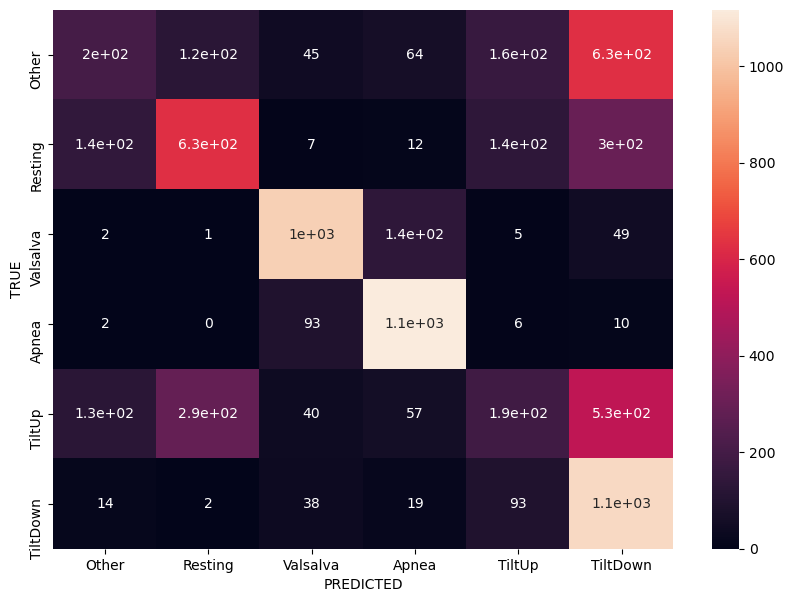 Other 2e+02 1.2e+02 45 64 1.6e+02 6.3e+02
Resting 1.4e+02 6.3e+02 7 12 1.4e+02 3e+02
Valsalva 2 1 1e+03 1.4e+02 5 49
Apnea 2 0 93 1.1e+03 6 10
TiltUp 1.3e+02 2.9e+02 40 57 1.9e+02 5.3e+02
TiltDown 14 2 38 19 93 1.1e+03
TRUE
Other Resting Valsalva Apnea TiltUp TiltDown
PREDICTED
1000
800
600
400
200
0